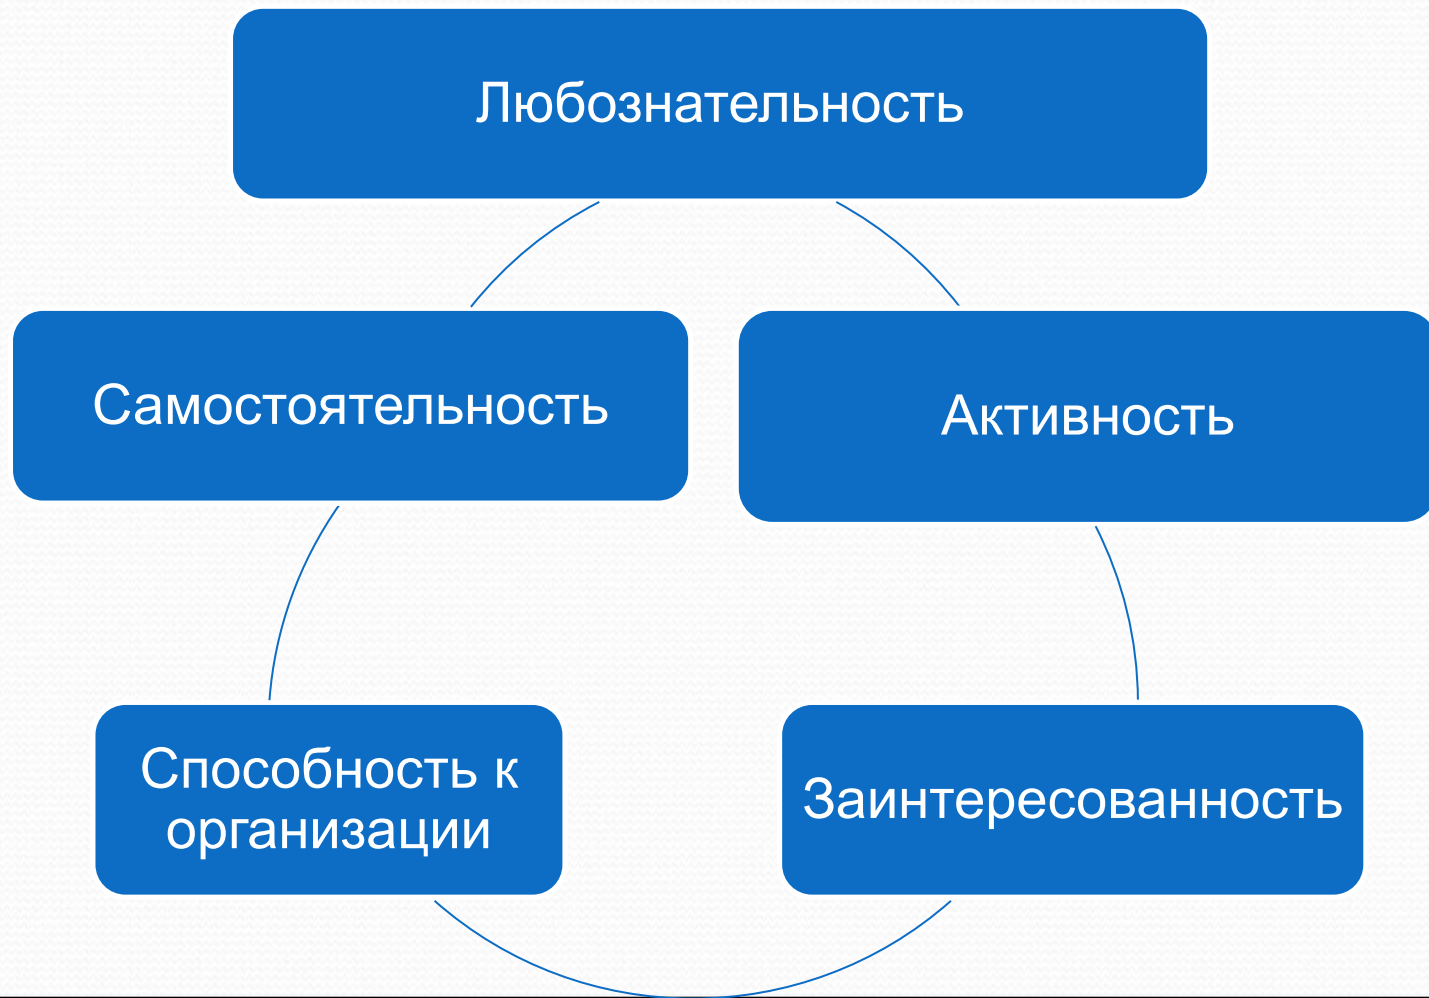 Любознательность
Самостоятельность
Активность
Способность к
организации
Заинтересованность